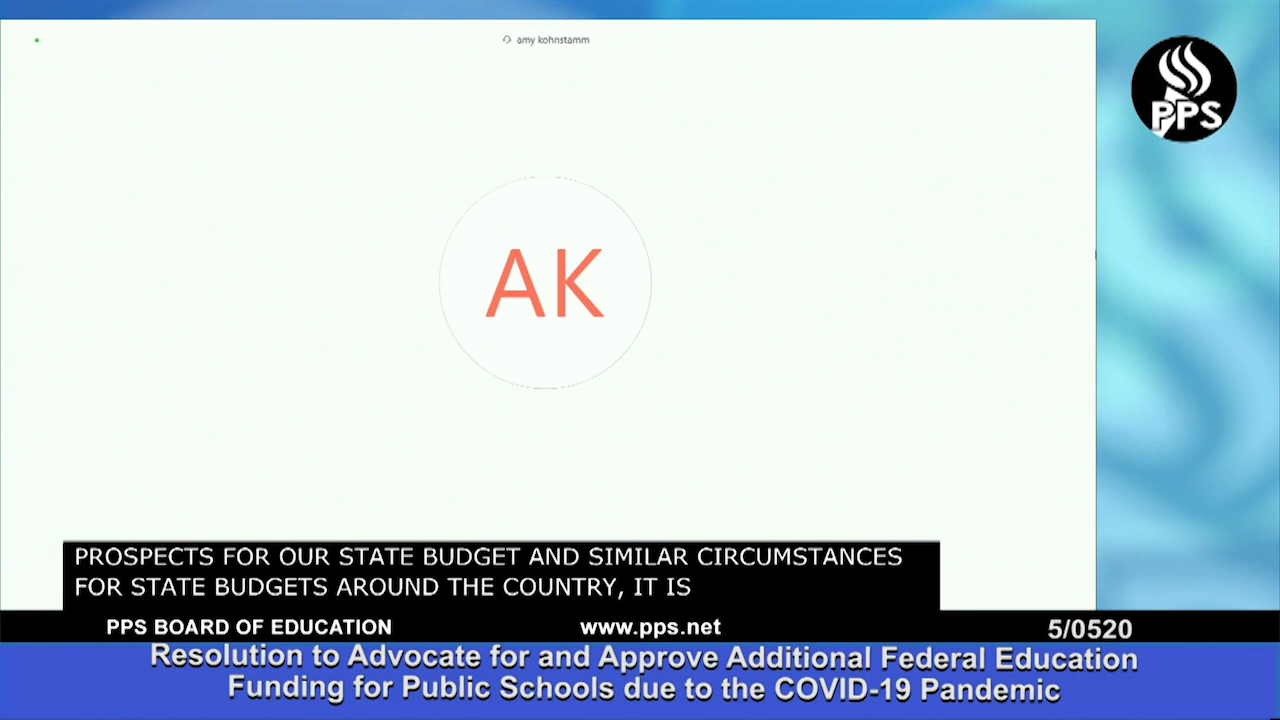 amy kohnstamm
PPS
AK
PROSPECTS FOR OUR STATE BUDGET AND SIMILAR CIRCUMSTANCES
FOR STATE BUDGETS AROUND THE COUNTRY, IT IS
PPS BOARD OF EDUCATION www.pps.net 5/0520
Resolution to Advocate for and Approve Additional Federal Education
Funding for Public Schools due to the COVID-19 Pandemic